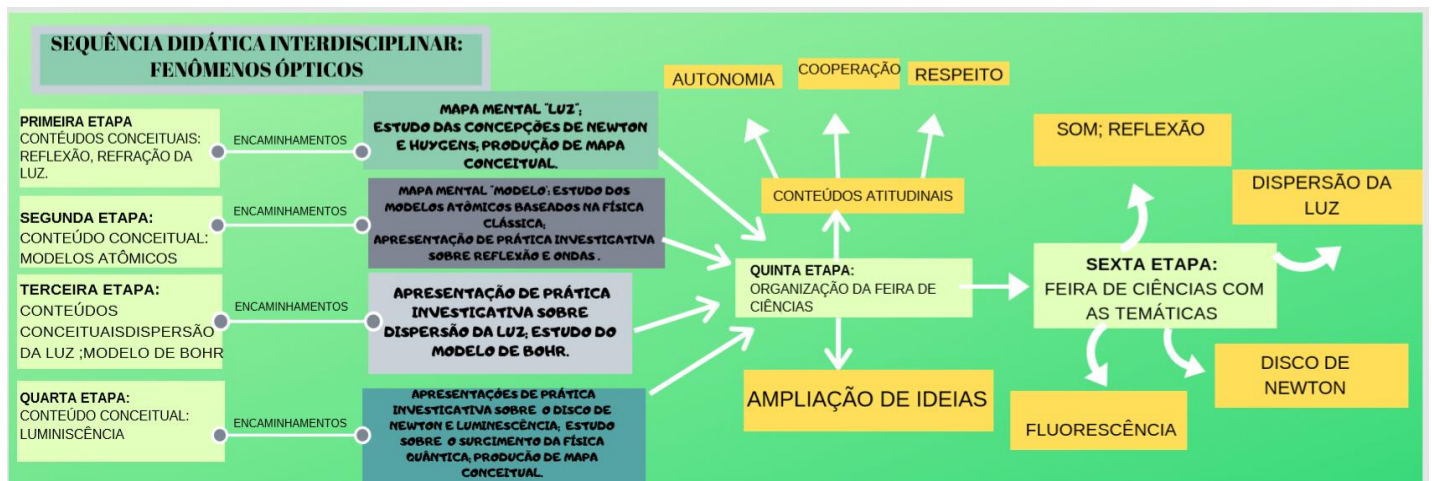 SEQUÊNCIA DIDÁTICA INTERDISCIPLINAR:
FENÔMENOS ÓPTICOS
PRIMEIRA ETAPA
CONTÉUDOS CONCEITUAIS:
REFLEXÃO, REFRAÇÃO DA
LUZ.
ENCAMINHAMENTOS
MAPA MENTAL "LUZ";
ESTUDO DAS CONCEPÇÕES DE NEWTON
E HUYGENS; PRODUÇÃO DE MAPA
CONCEITUAL.
SEGUNDA ETAPA:
CONTEÚDO CONCEITUAL:
MODELOS ATÔMICOS
ENCAMINHAMENTOS
MAPA MENTAL "MODELO"; ESTUDO DOS
MODELOS ATÔMICOS BASEADOS NA FÍSICA
CLÁSSICA;
APRESENTAÇÃO DE PRÁTICA INVESTIGATIVA
SOBRE REFLEXÃO E ONDAS .
TERCEIRA ETAPA:
CONTEÚDOS
CONCEITUAISDISPERSÃO
DA LUZ ;MODELO DE BOHR
ENCAMINHAMENTOS
APRESENTAÇÃO DE PRÁTICA
INVESTIGATIVA SOBRE
DISPERSÃO DA LUZ; ESTUDO DO
MODELO DE BOHR.
QUARTA ETAPA:
CONTEÚDO CONCEITUAL:
LUMINISCÊNCIA
ENCAMINHAMENTOS
APRESENTAÇÕES DE PRÁTICA
INVESTIGATIVA SOBRE O DISCO DE
NEWTON E LUMINESCÊNCIA; ESTUDO
SOBRE O SURGIMENTO DA FÍSICA
QUÂNTICA; PRODUCÃO DE MAPA
CONCEITUAL.
AUTONOMIA
COOPERAÇÃO
RESPEITO
CONTEÚDOS ATITUDINAIS
QUINTA ETAPA:
ORGANIZAÇÃO DA FEIRA DE
CIÊNCIAS
AMPLIAÇÃO DE IDEIAS
SOM; REFLEXÃO
DISPERSÃO DA
LUZ
SEXTA ETAPA:
FEIRA DE CIÊNCIAS COM
AS TEMÁTICAS
DISCO DE
NEWTON
FLUORESCÊNCIA